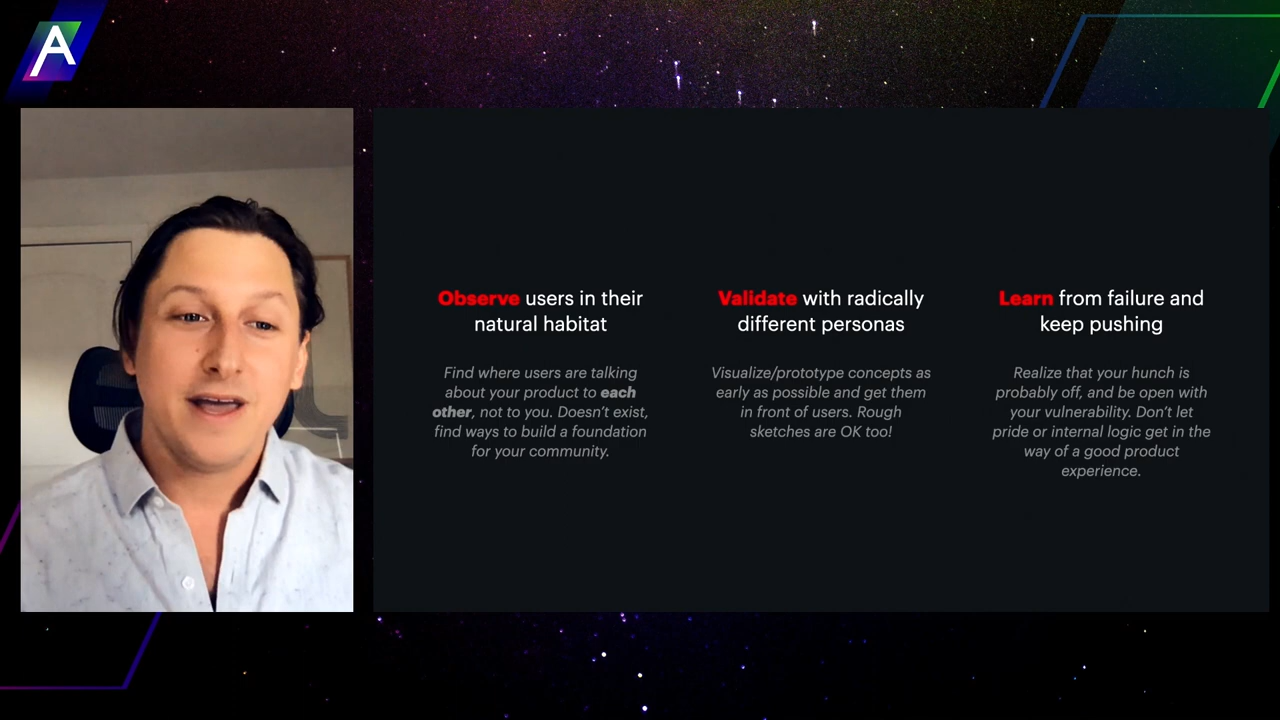 A
Observe users in their
natural habitat
Find where users are talking
about your product to each
other, not to you. Doesn't exist,
find ways to build a foundation
for your community.
Validate with radically
different personas
Visualize/prototype concepts as
early as possible and get them
in front of users. Rough
sketches are OK too!
Learn from failure and
keep pushing
Realize that your hunch is
probably off, and be open with
your vulnerability. Don't let
pride or internal logic get in the
way of a good product
experience.